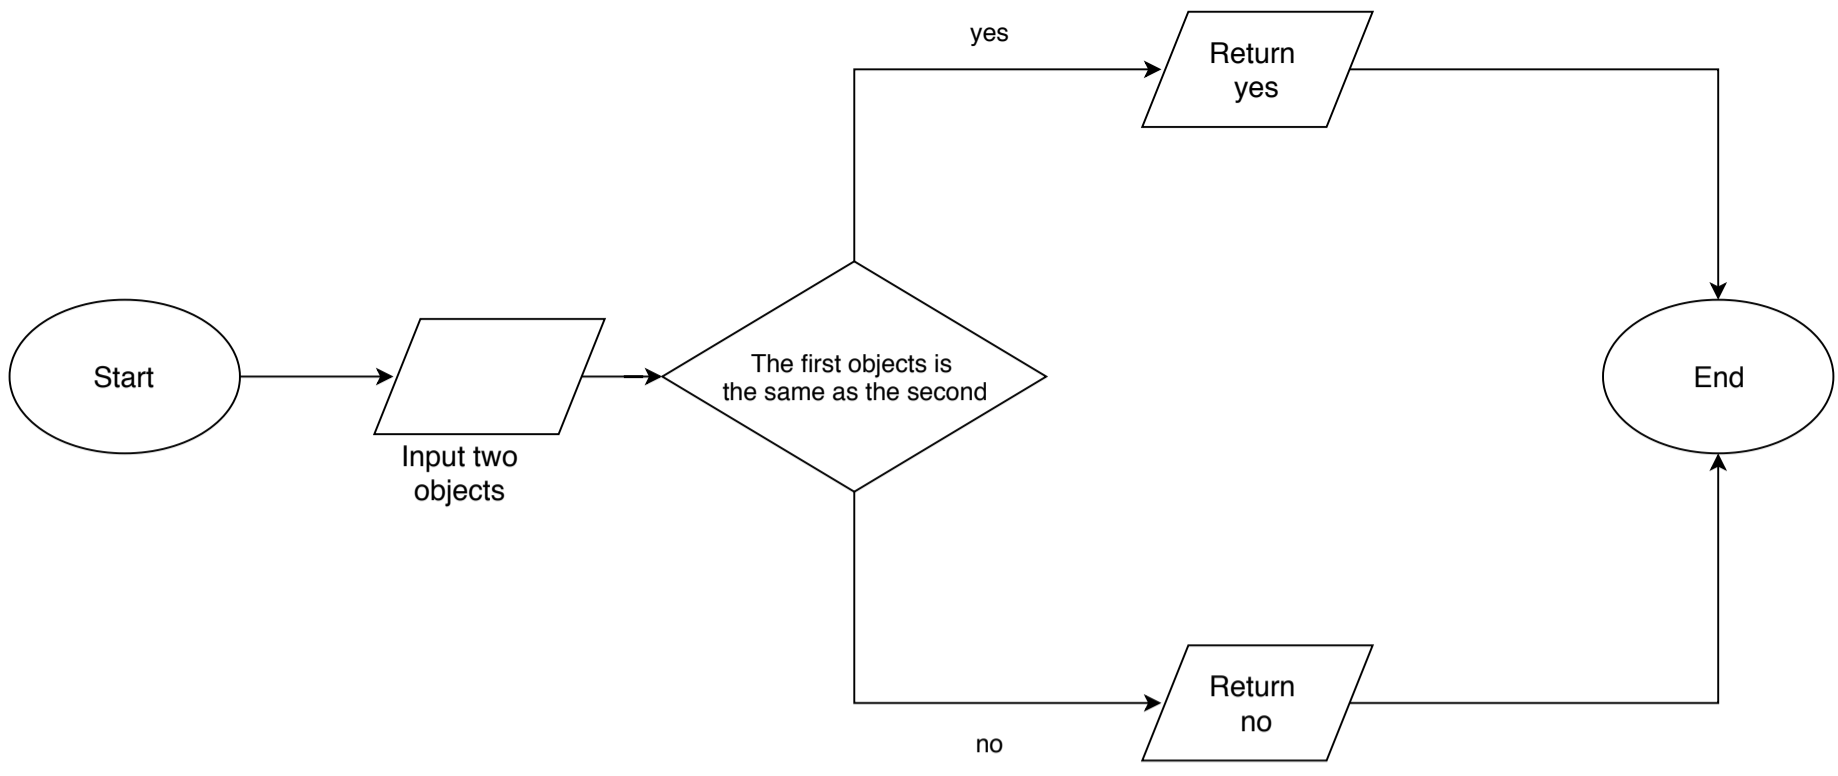 Start
Input two
objects
The first objects is
the same as the second
yes
Return
yes
no
Return
no
End